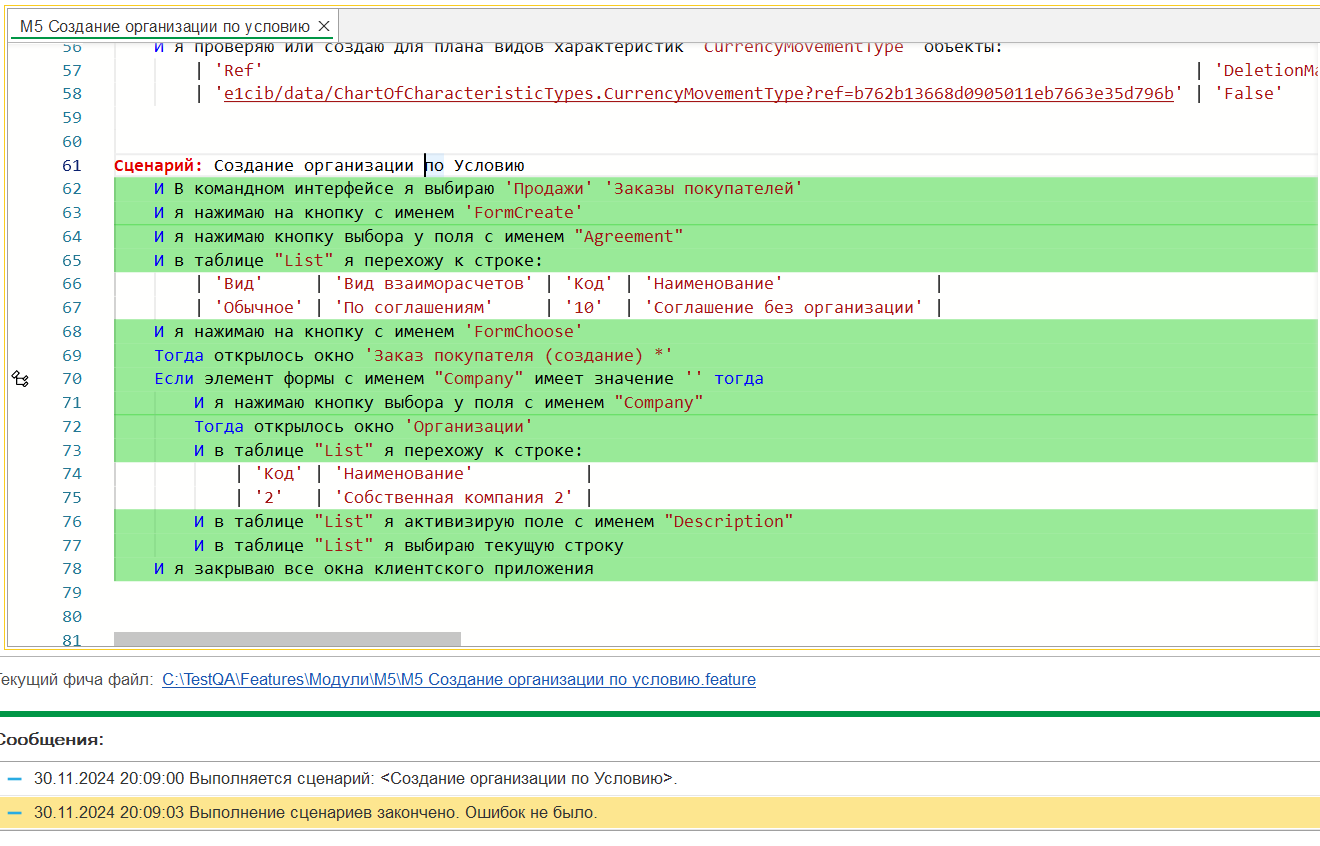 М5 Создание организации по условию ×
56 И я проверяю или создаю для плана видов характеристик "CurrencyMovementType" объекты:
57 | 'Ref' | 'DeletionMa
58 | 'e1cib/data/ChartOfCharacteristicTypes.CurrencyMovementType?ref=b762b13668d0905011eb7663e35d796b' | 'False'
59
60
61 Сценарий: Создание организации по Условию
62 И В командном интерфейсе я выбираю 'Продажи' 'Заказы покупателей'
63 И я нажимаю на кнопку с именем 'FormCreate'
64 И я нажимаю кнопку выбора у поля с именем "Agreement"
65 И в таблице "List" я перехожу к строке:
66 | 'Вид' | 'Вид взаиморасчетов' | 'Код' | 'Наименование' |
67 | 'Обычное' | 'По соглашениям' | '10' | 'Соглашение без организации' |
68 И я нажимаю на кнопку с именем 'FormChoose'
69 Тогда открылось окно 'Заказ покупателя (создание) *'
70 Если элемент формы с именем "Company" имеет значение '' тогда
71 И я нажимаю кнопку выбора у поля с именем "Company"
72 Тогда открылось окно 'Организации'
73 И в таблице "List" я перехожу к строке:
74 | 'Код' | 'Наименование' |
75 | '2' | 'Собственная компания 2' |
76 И в таблице "List" я активизирую поле с именем "Description"
77 И в таблице "List" я выбираю текущую строку
78 И я закрываю все окна клиентского приложения
79
80
81
Текущий фича файл: C:\TestQA\Features\Модули\М5\М5 Создание организации по условию.feature
Сообщения:
30.11.2024 20:09:00 Выполняется сценарий: <Создание организации по Условию>.
30.11.2024 20:09:03 Выполнение сценариев закончено. Ошибок не было.